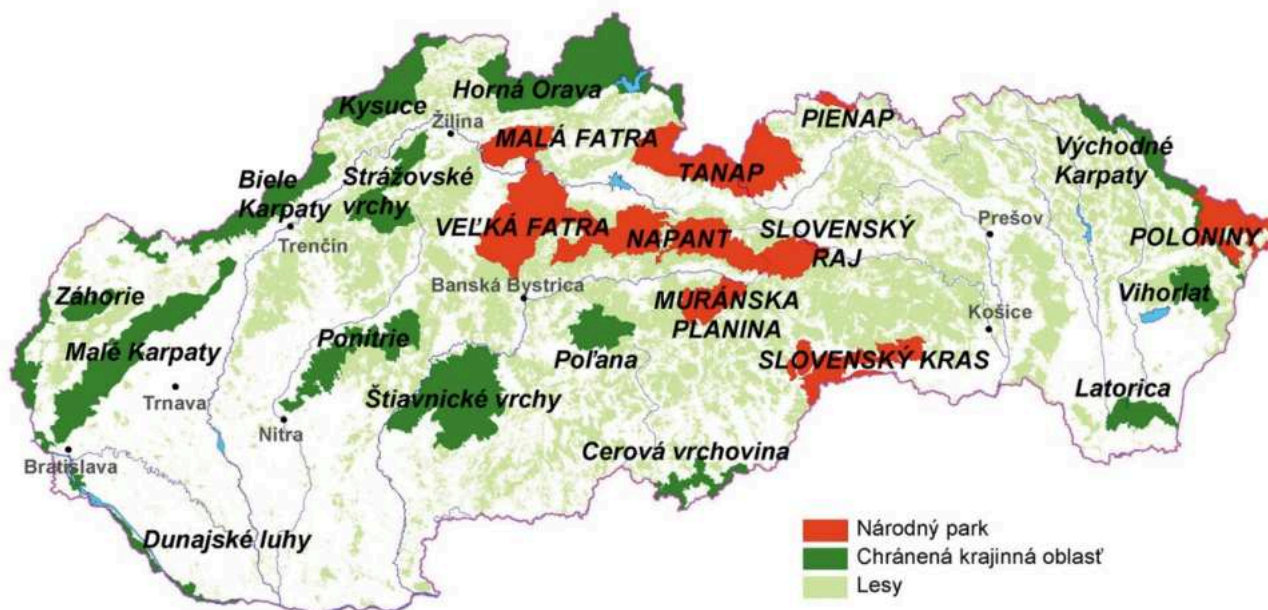 Horná Orava
Kysuce
PIENAP
Žilina
MALÁ FATRA
Východné
Karpaty
TANAP
Biele
Karpaty
Strážovské
vrchy
Trenčín
VEĽKÁ FATRA
NAPANT
SLOVENSKÝ
RAJ
Prešov
POLONINY
Banská Bystrica
Záhorie
MURÁNSKA
PLANINA
Vihorlat
Košice
Malé Karpaty
Ponitrie
Poľana
SLOVENSKÝ KRAS
Trnava
Štiavnické vrchy
Latorica
Nitra
Cerová vrchovina
Bratislava
Dunajské luhy
Národný park
Chránená krajinná oblasť
Lesy